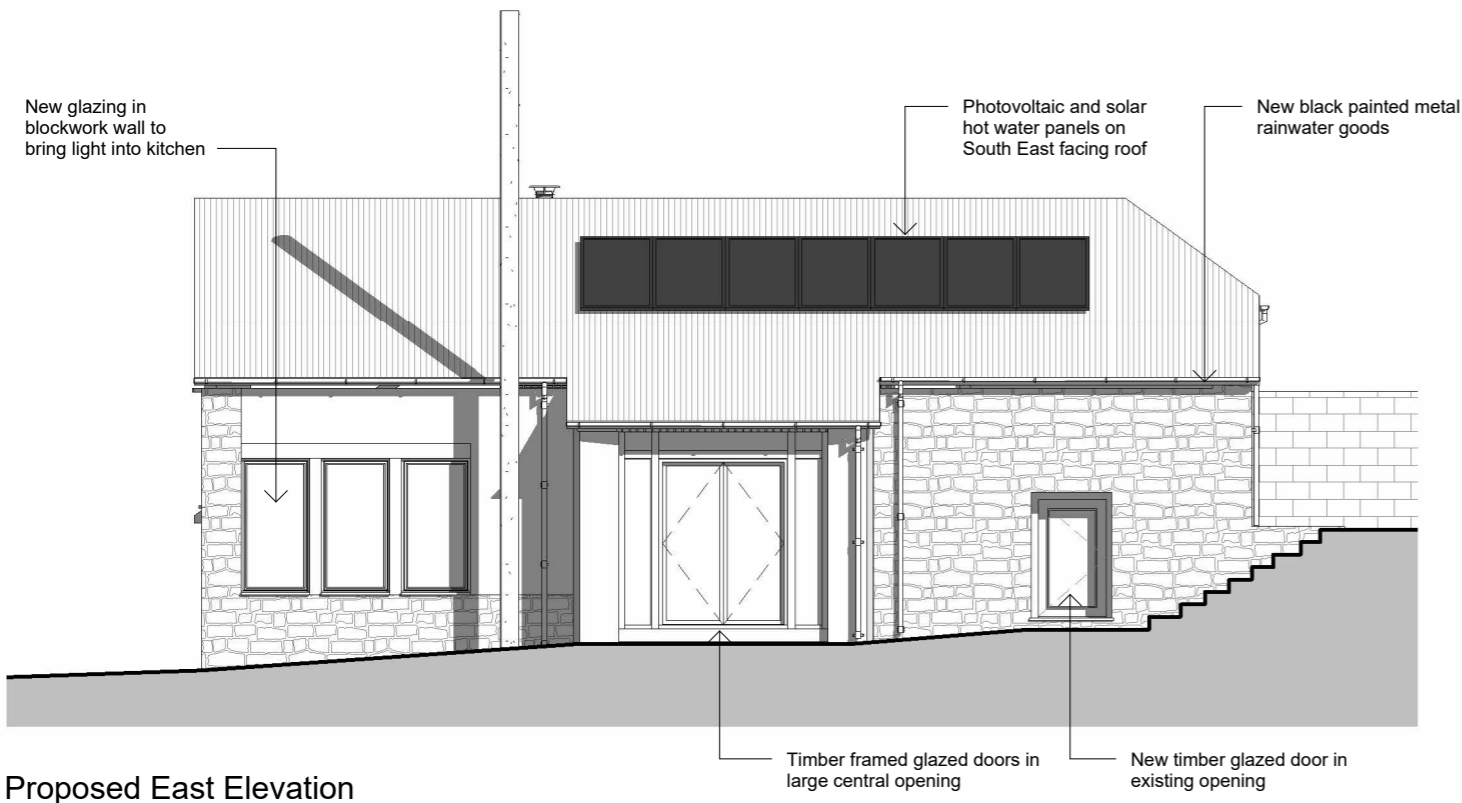 New glazing in
blockwork wall to
bring light into kitchen
Photovoltaic and solar
hot water panels on
South East facing roof
New black painted metal
rainwater goods
Timber framed glazed doors in
large central opening
New timber glazed door in
existing opening
Proposed East Elevation